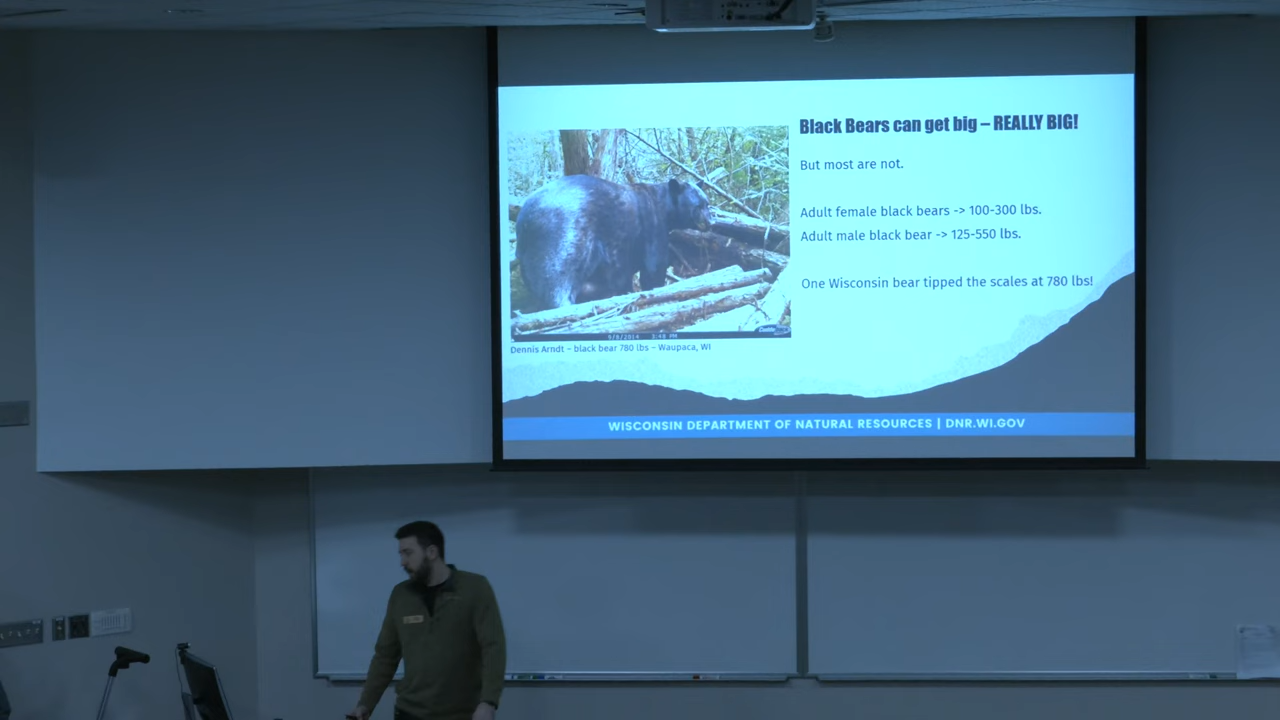 Black Bears can get big – REALLY BIG!
But most are not.
Adult female black bears -> 100-300 lbs.
Adult male black bear -> 125-550 lbs.
One Wisconsin bear tipped the scales at 780 lbs!
Dennis Arndt – black bear 780 lbs – Waupaca, WI
WISCONSIN DEPARTMENT OF NATURAL RESOURCES | DNR.WI.GOV